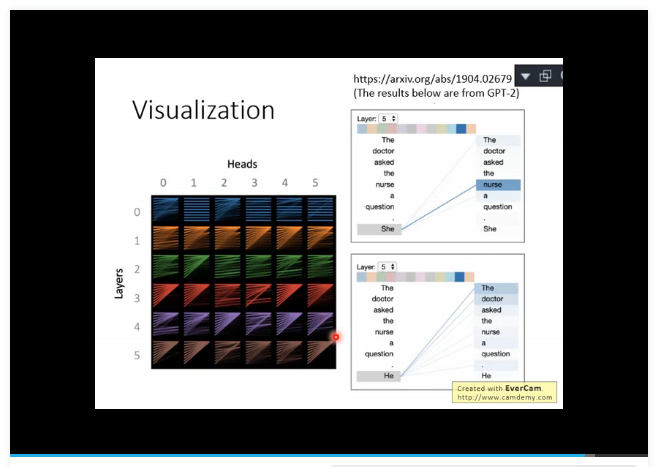 https://arxiv.org/abs/1904.02679
(The results below are from GPT-2)
Visualization
Heads
0 1 2 3 4 5
Layers
0
1
2
3
4
5
Layer: 5
The The
doctor doctor
asked asked
the the
nurse nurse
a a
question question
. .
She She
Layer: 5
The The
doctor doctor
asked asked
the the
nurse nurse
a a
question question
. .
He He
Created with EverCam.
http://www.camdemy.com